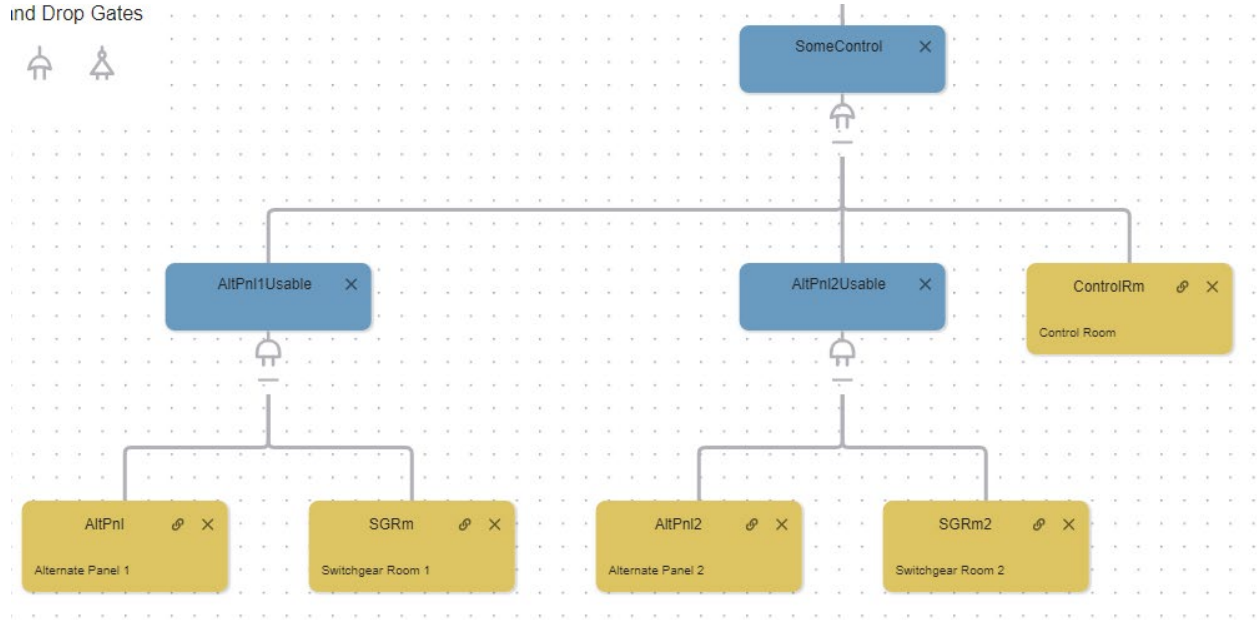 and Drop Gates
SomeControl
AltPnl1Usable
AltPnl2Usable
ControlRm
Control Room
AltPnl
Alternate Panel 1
SGRm
Switchgear Room 1
AltPnl2
Alternate Panel 2
SGRm2
Switchgear Room 2